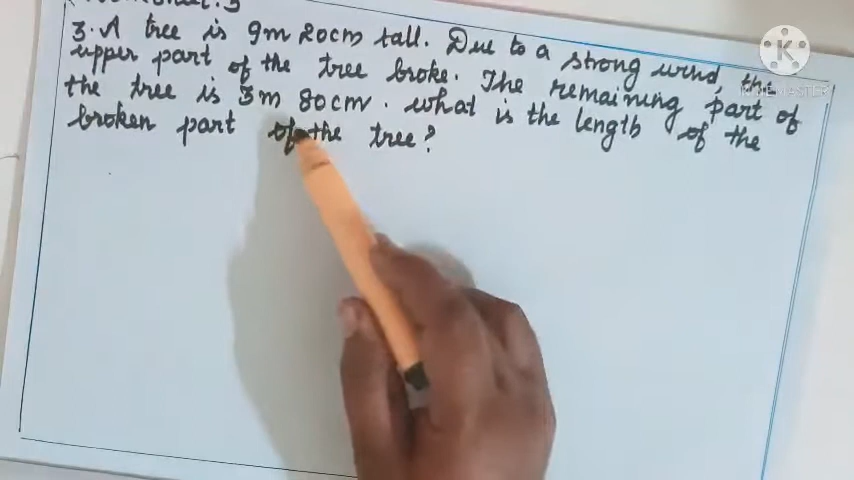 3. A tree is 9m 20cm tall. Due to a strong wind, the
upper part of the tree broke. The remaining part of
the tree is 3m 80cm. what is the length of the
broken part of the tree?
KINEMASTER